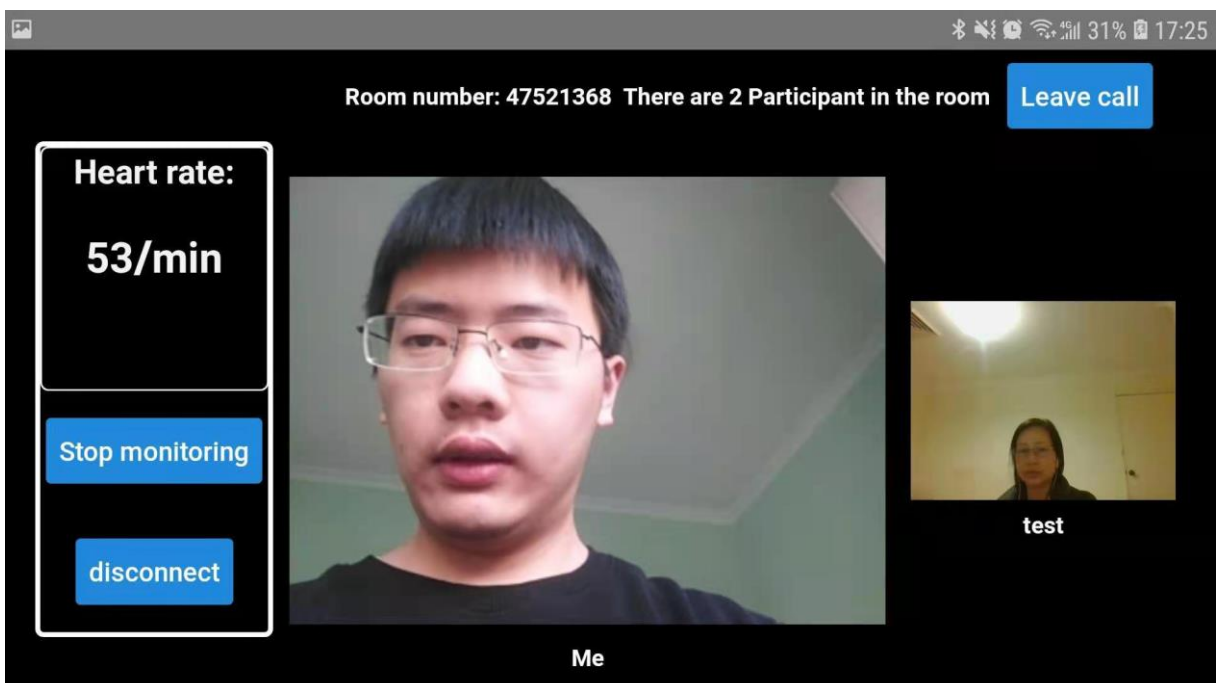 31% 17:25
Room number: 47521368 There are 2 Participant in the room
Leave call
Heart rate:
53/min
Stop monitoring
disconnect
Me
test